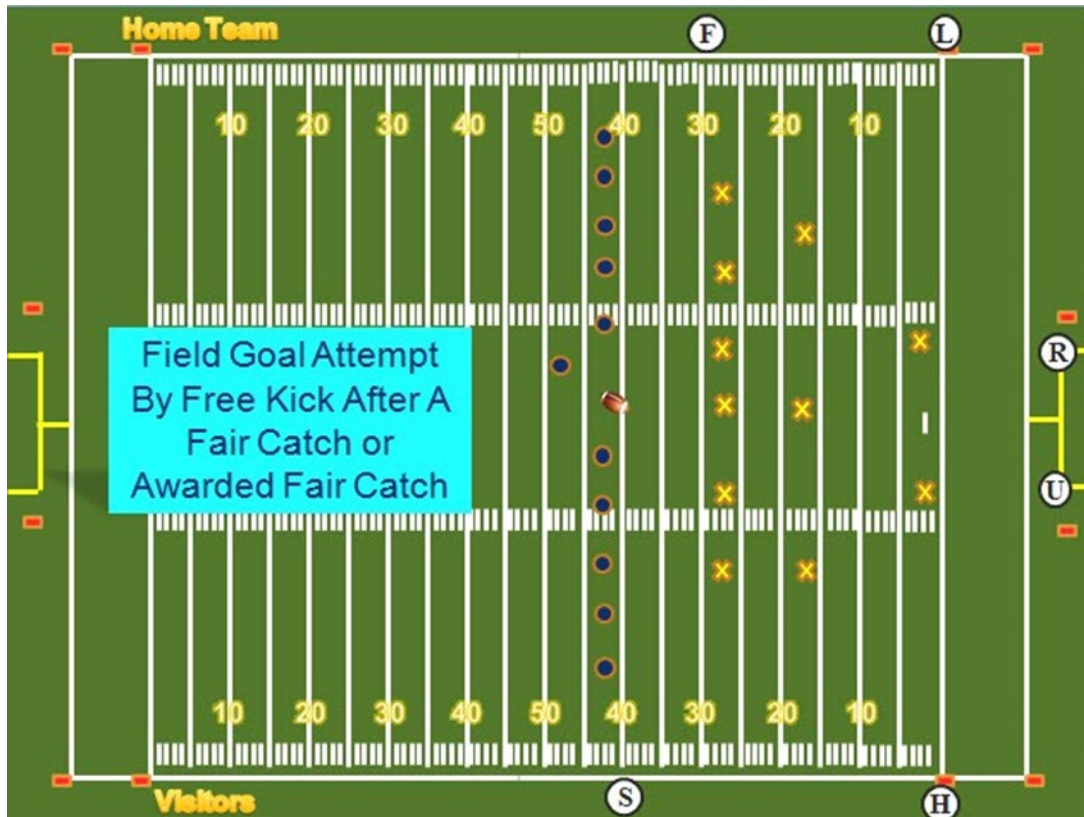 Home Team
F
L
10 20 30 40 50 40 30 20 10
Field Goal Attempt
By Free Kick After A
Fair Catch or
Awarded Fair Catch
R
U
X X X X X X X X X X X
10 20 30 40 50 40 30 20 10
Visitors
S
H